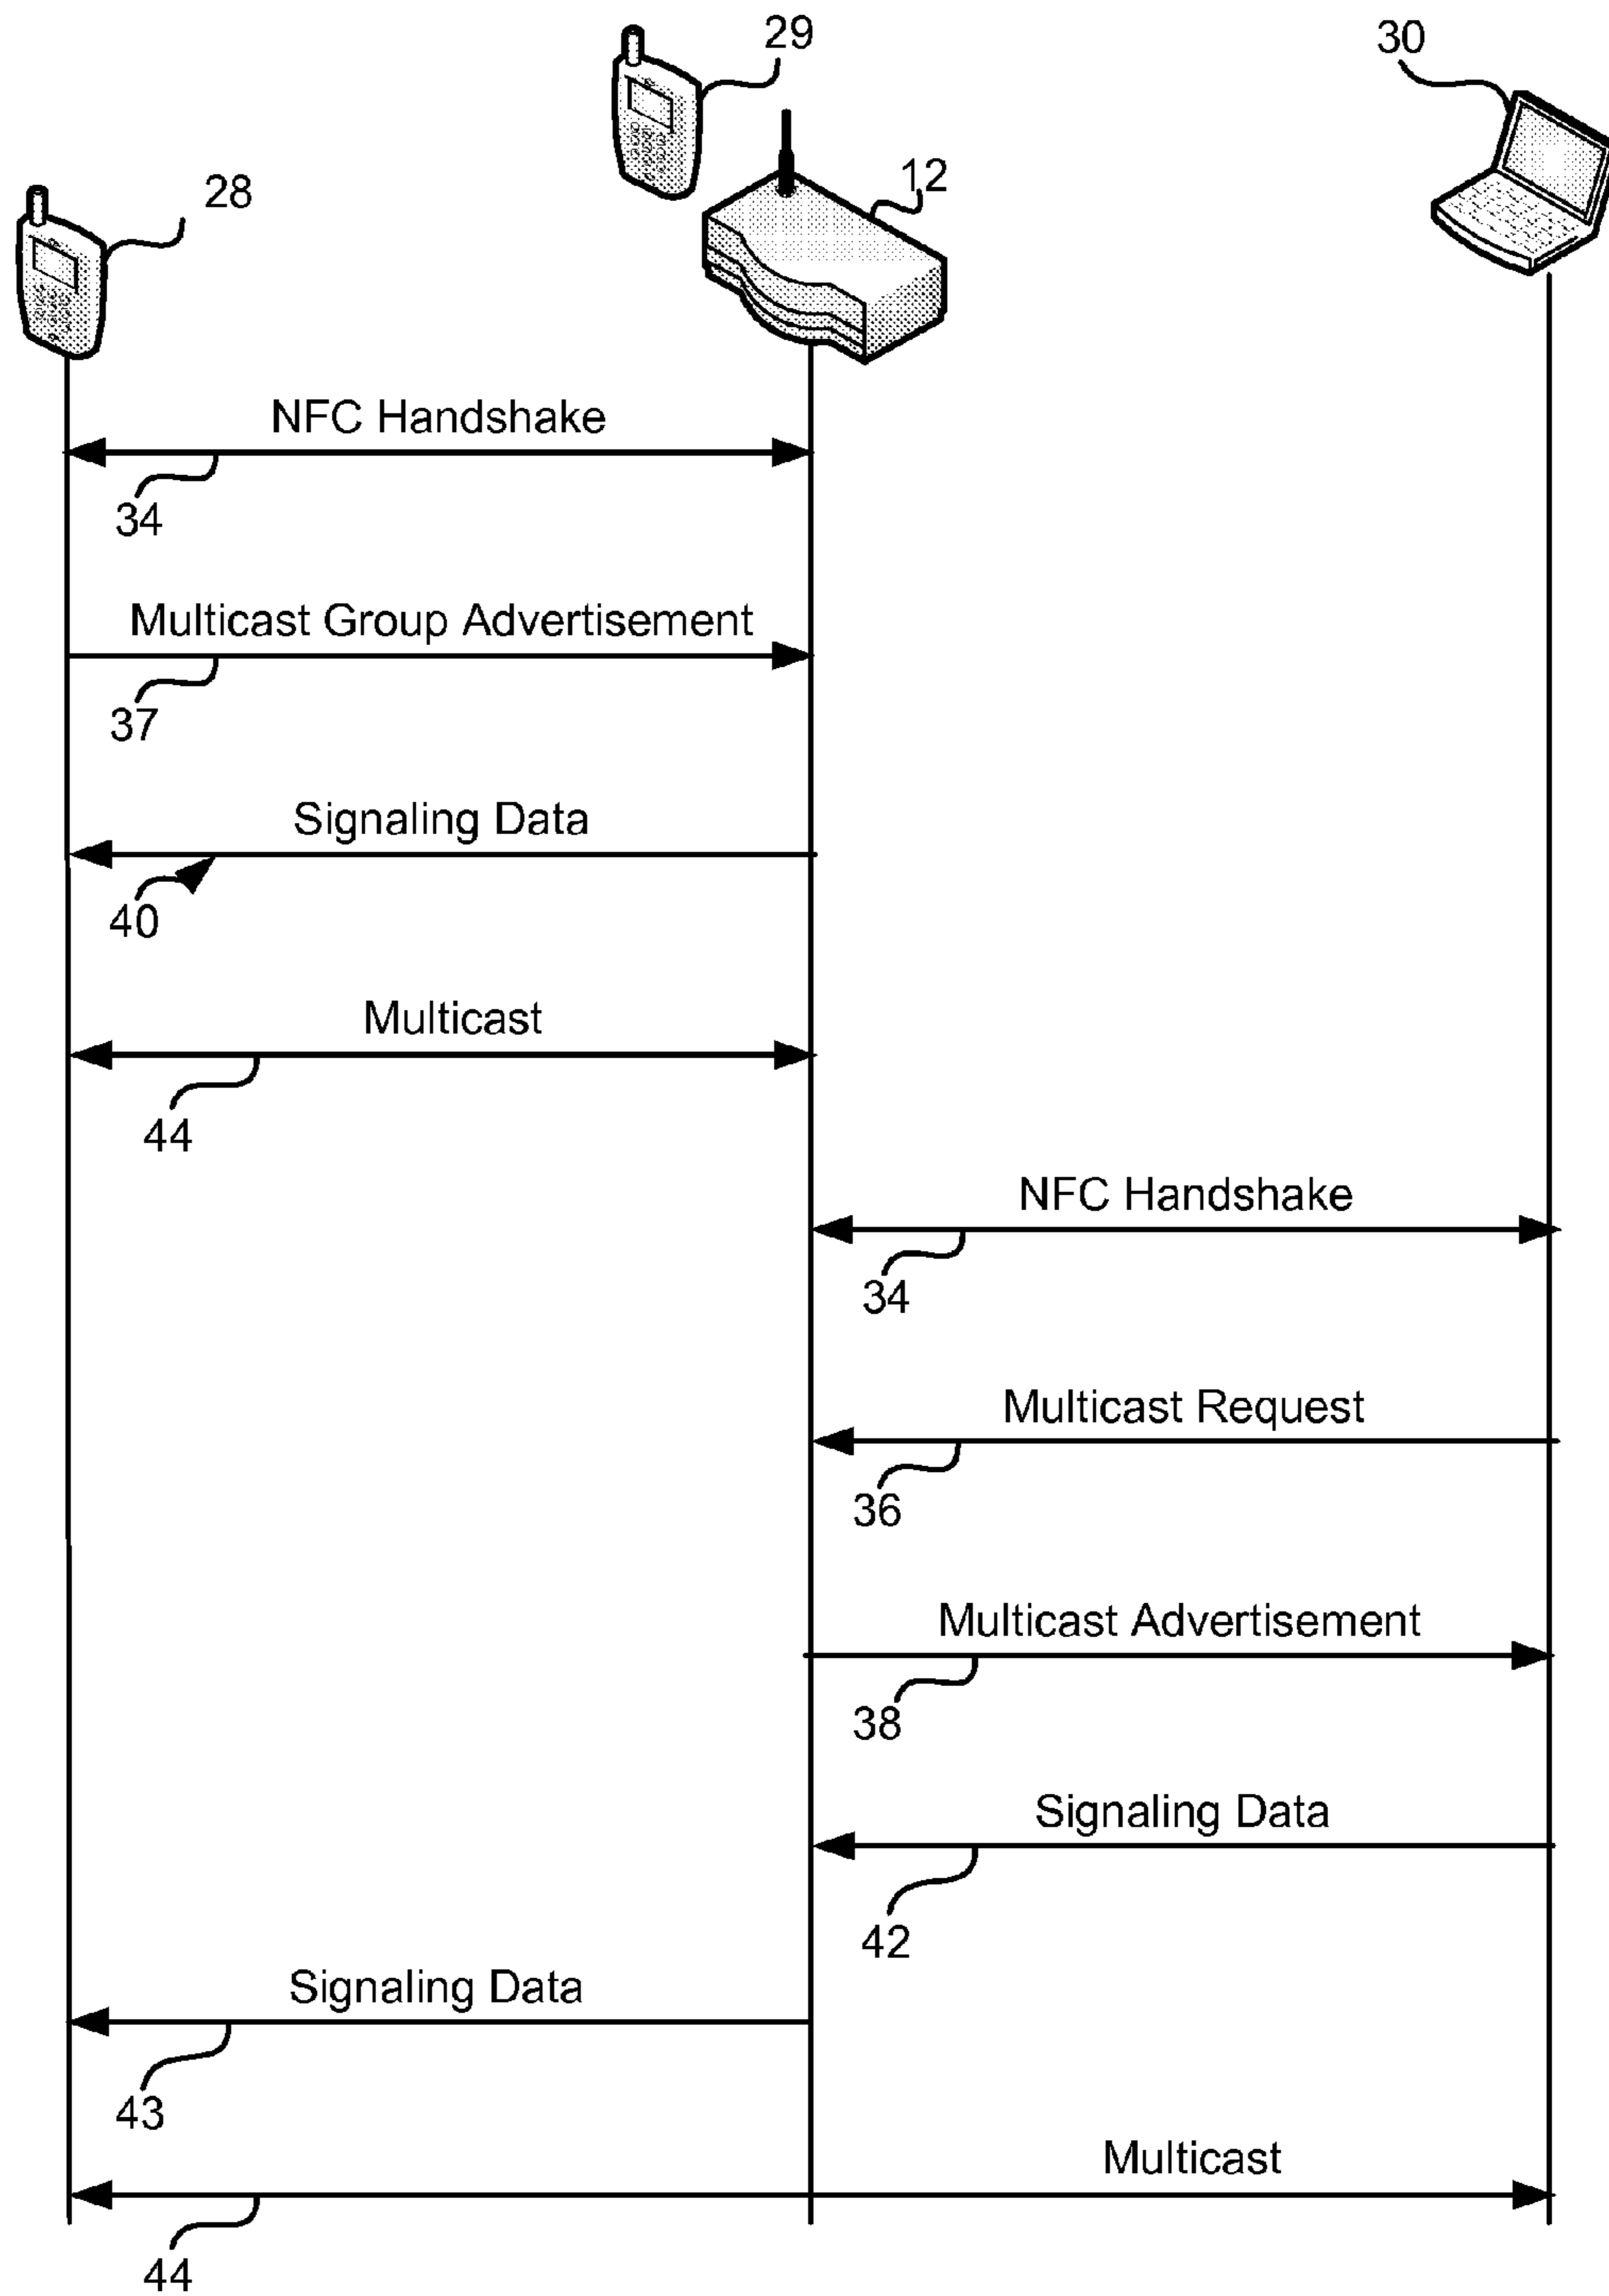 29
30
12
28
NFC Handshake
34
Multicast Group Advertisement
37
Signaling Data
40
Multicast
44
NFC Handshake
34
Multicast Request
36
Multicast Advertisement
38
Signaling Data
42
Signaling Data
43
Multicast
44